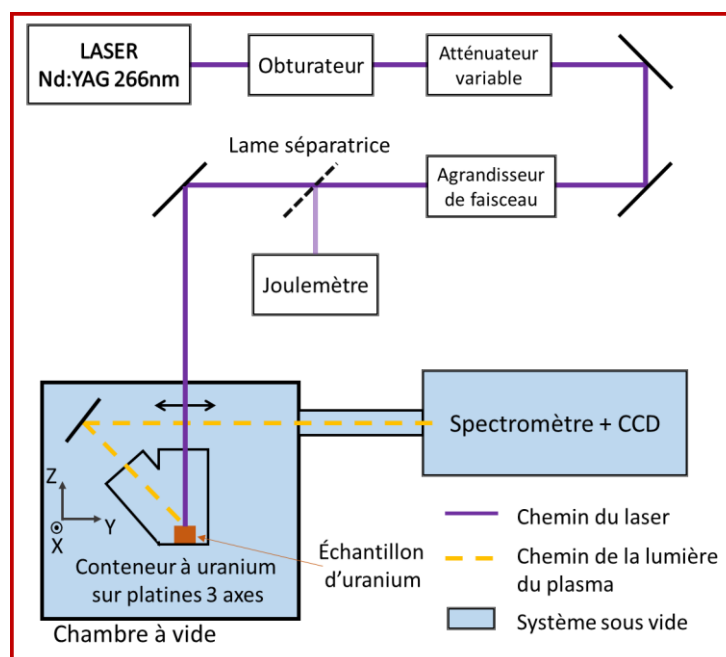 LASER
Nd:YAG 266nm
Obturateur
Atténuateur
variable
Lame séparatrice
Agrandisseur
de faisceau
Joulemètre
Spectromètre + CCD
Z
Y
X
Conteneur à uranium
sur platines 3 axes
Échantillon
d'uranium
Chambre à vide
Chemin du laser
Chemin de la lumière
du plasma
Système sous vide